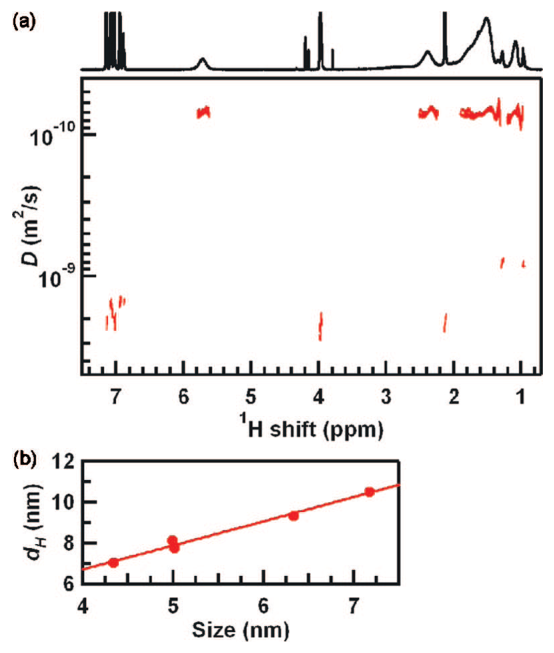 (a)
10⁻¹⁰
D (m²/s)
10⁻⁹
7 6 5 4 3 2 1
¹H shift (ppm)
(b)
12
10
8
6
d_H (nm)
4 5 6 7
Size (nm)